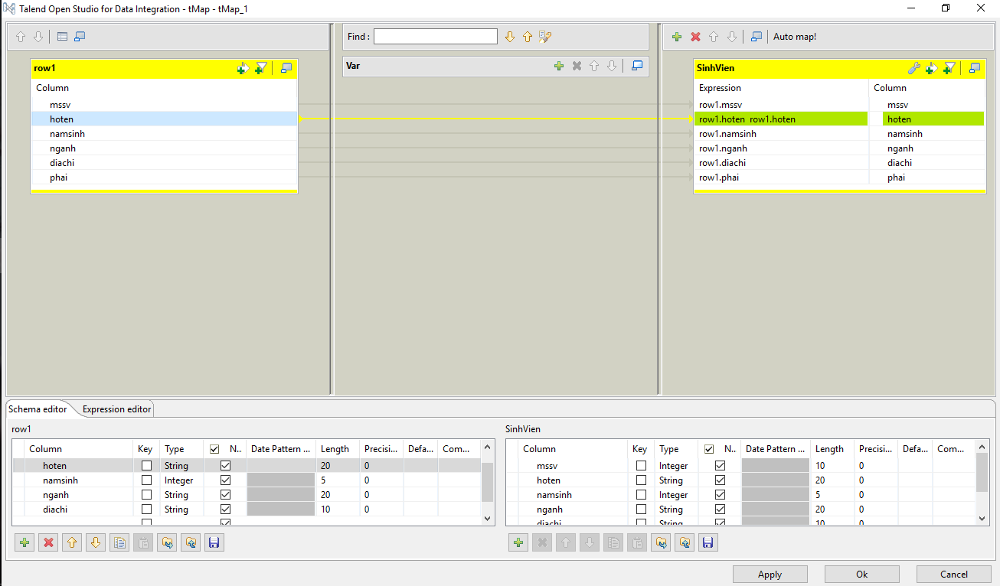 Talend Open Studio for Data Integration - tMap - tMap_1
Find :
Auto map!
row1
Var
SinhVien
Column
Expression Column
mssv
row1.mssv mssv
hoten
row1.hoten row1.hoten hoten
namsinh
row1.namsinh namsinh
nganh
row1.nganh nganh
diachi
row1.diachi diachi
phai
row1.phai phai
Schema editor Expression editor
row1
Column Key Type N.. Date Pattern ... Length Precisi... Defa... Com...
hoten String 20 0
namsinh Integer 5 0
nganh String 20 0
diachi String 10 0
SinhVien
Column Key Type N.. Date Pattern ... Length Precisi... Defa... Com...
mssv Integer 10 0
hoten String 20 0
namsinh Integer 5 0
nganh String 20 0
diachi String 10 0
Apply Ok Cancel